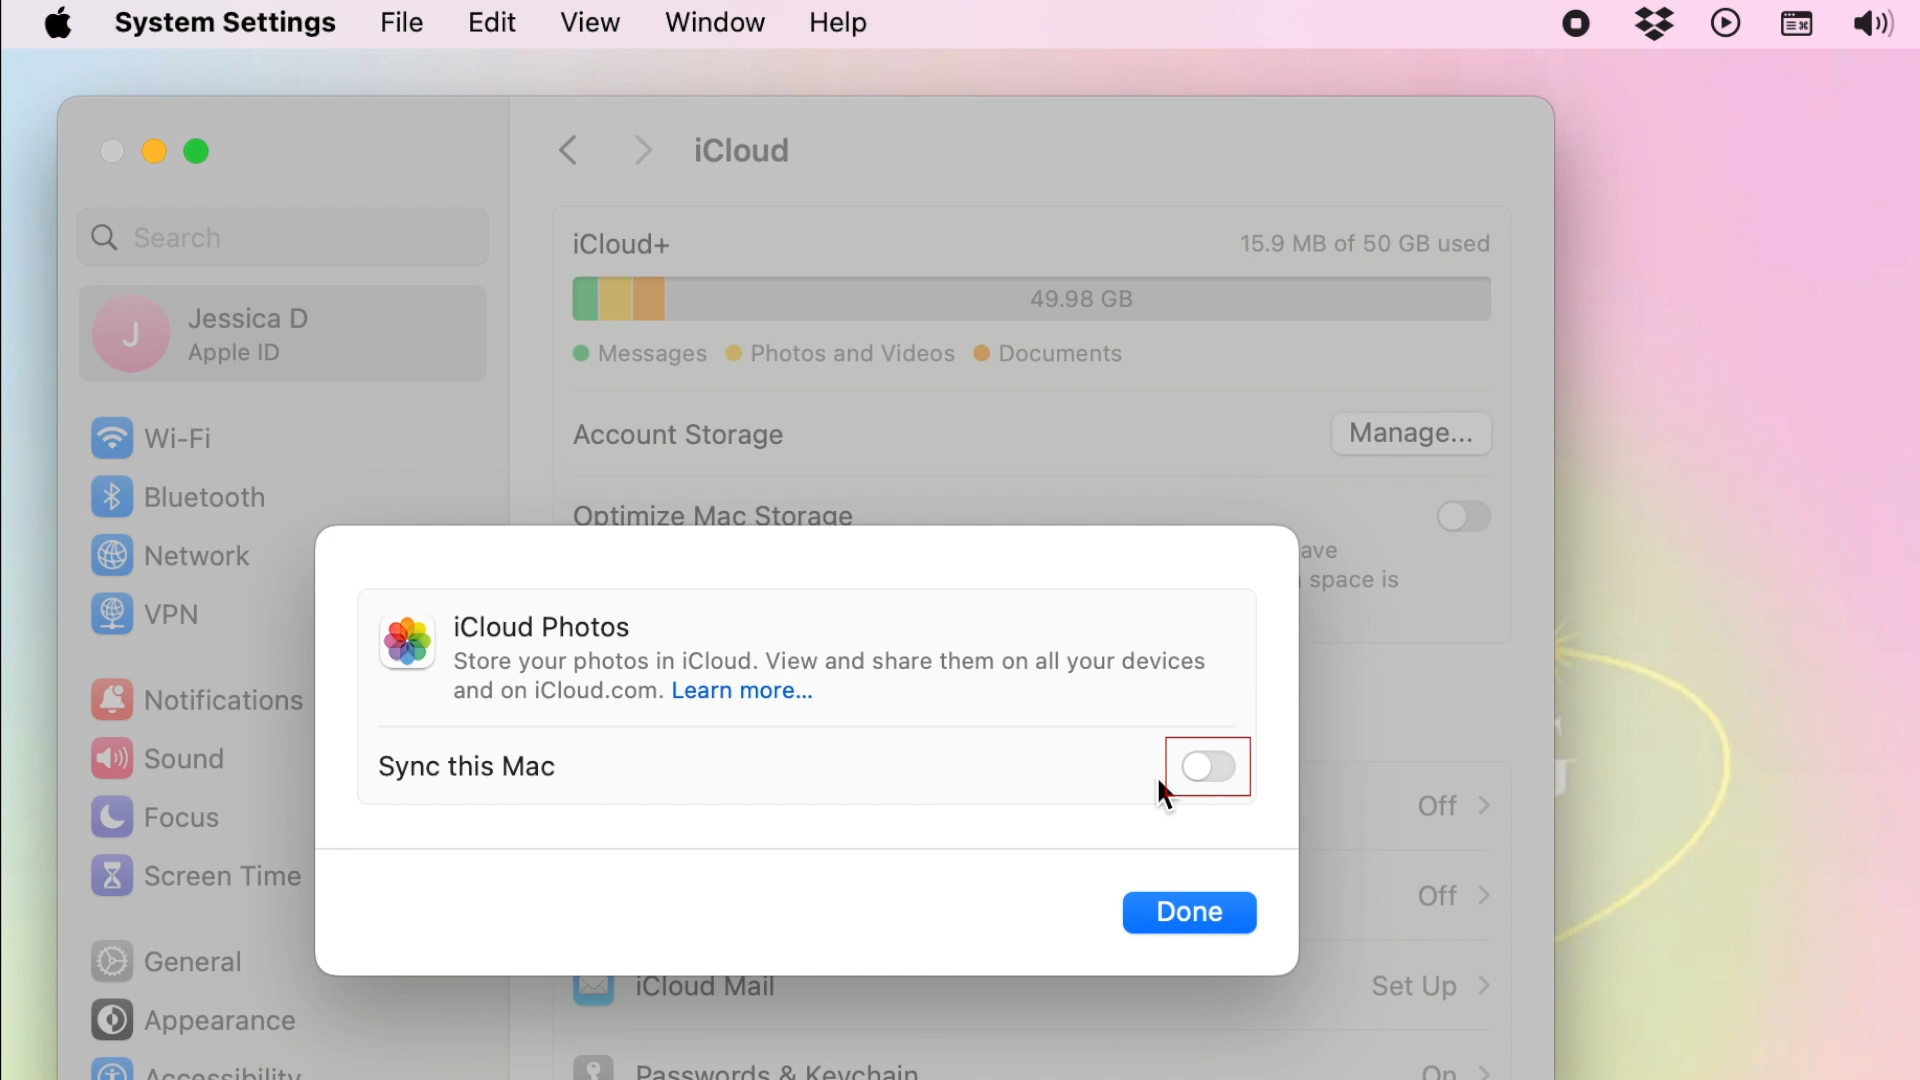 System Settings File Edit View Window Help
iCloud
Search
iCloud+ 15.9 MB of 50 GB used
49.98 GB
Jessica D
Apple ID
Messages Photos and Videos Documents
Wi-Fi
Account Storage Manage...
Bluetooth
Optimize Mac Storage
Network
ave
space is
VPN
iCloud Photos
Store your photos in iCloud. View and share them on all your devices
and on iCloud.com. Learn more...
Notifications
Sound
Sync this Mac
Focus
Off
Screen Time
Off
Done
General
iCloud Mail Set Up
Appearance
Accessibility
Passwords & Keychain On
J